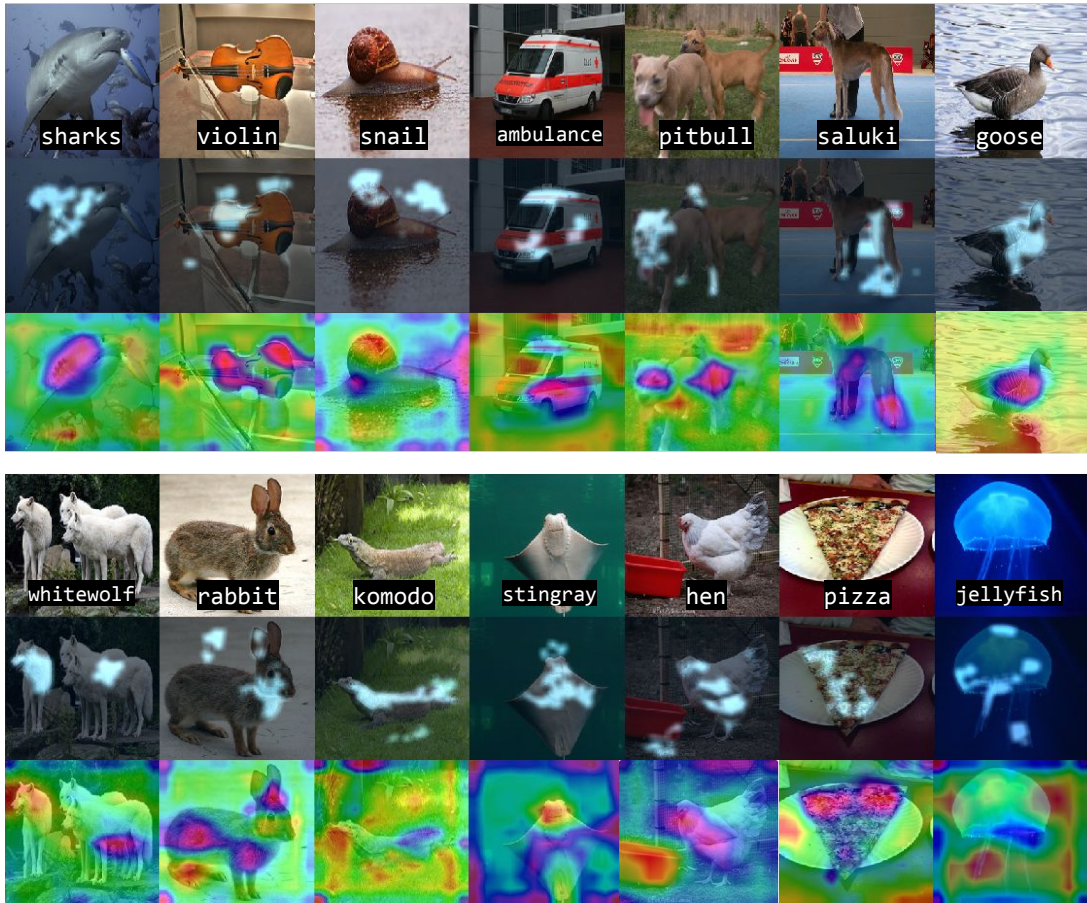 sharks
violin
snail
ambulance
pitbull
saluki
goose
whitewolf
rabbit
komodo
stingray
hen
pizza
jellyfish